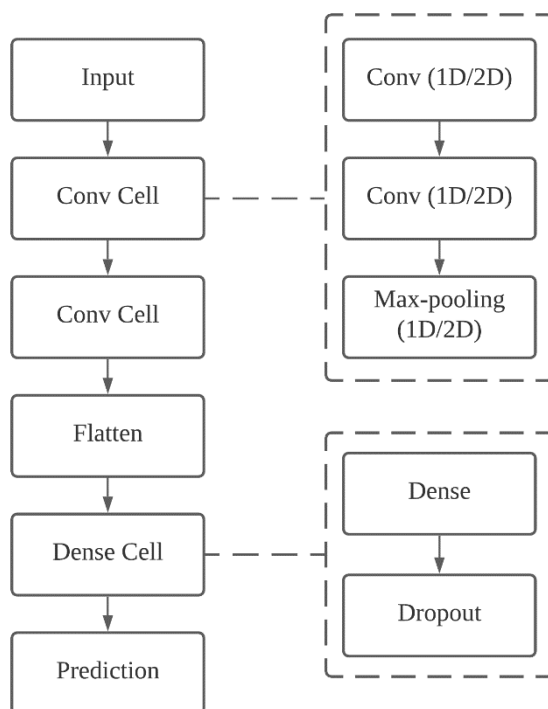 Input
Conv Cell
Conv Cell
Flatten
Dense Cell
Prediction
Conv (1D/2D)
Conv (1D/2D)
Max-pooling
(1D/2D)
Dense
Dropout